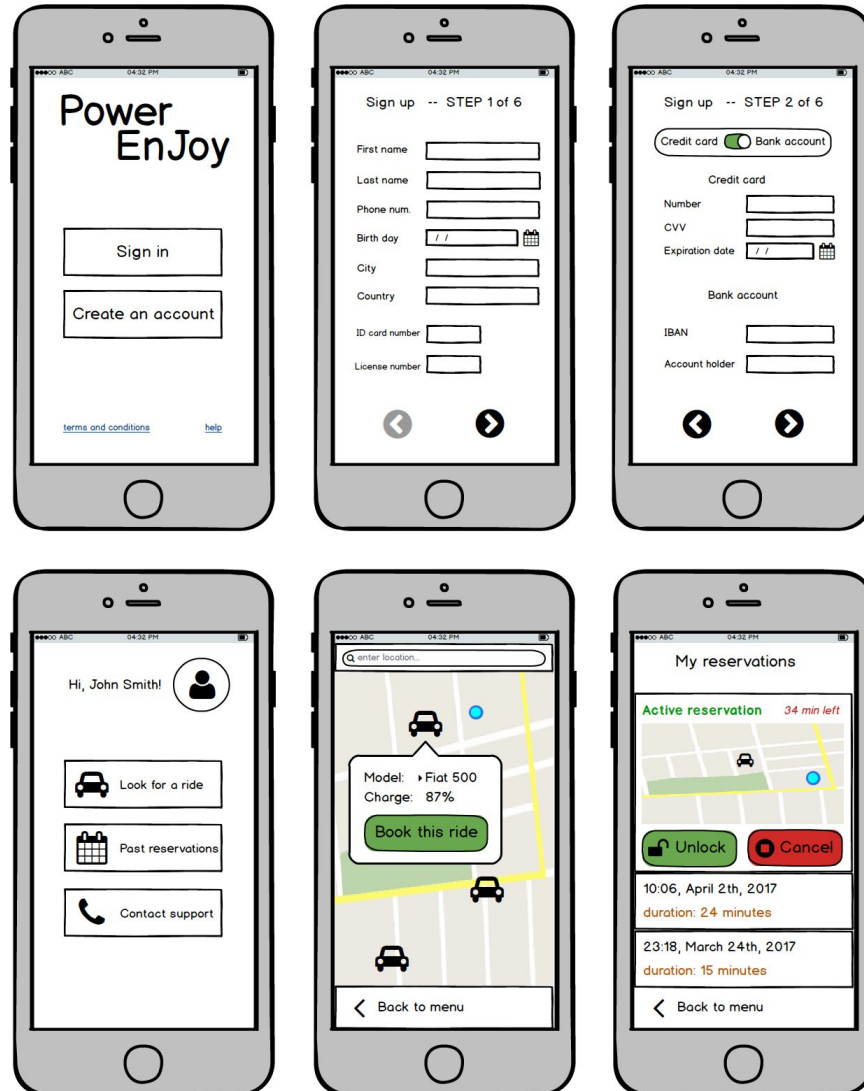 ●●●○○ ABC 04:32 PM
Power
EnJoy
Sign in
Create an account
terms and conditions help
●●●○○ ABC 04:32 PM
Sign up -- STEP 1 of 6
First name
Last name
Phone num.
Birth day / /
City
Country
ID card number
License number
●●●○○ ABC 04:32 PM
Sign up -- STEP 2 of 6
Credit card Bank account
Credit card
Number
CVV
Expiration date / /
Bank account
IBAN
Account holder
●●●○○ ABC 04:32 PM
Hi, John Smith!
Look for a ride
Past reservations
Contact support
●●●○○ ABC 04:32 PM
enter location...
Model: Fiat 500
Charge: 87%
Book this ride
Back to menu
●●●○○ ABC 04:32 PM
My reservations
Active reservation 34 min left
Unlock Cancel
10:06, April 2th, 2017
duration: 24 minutes
23:18, March 24th, 2017
duration: 15 minutes
Back to menu